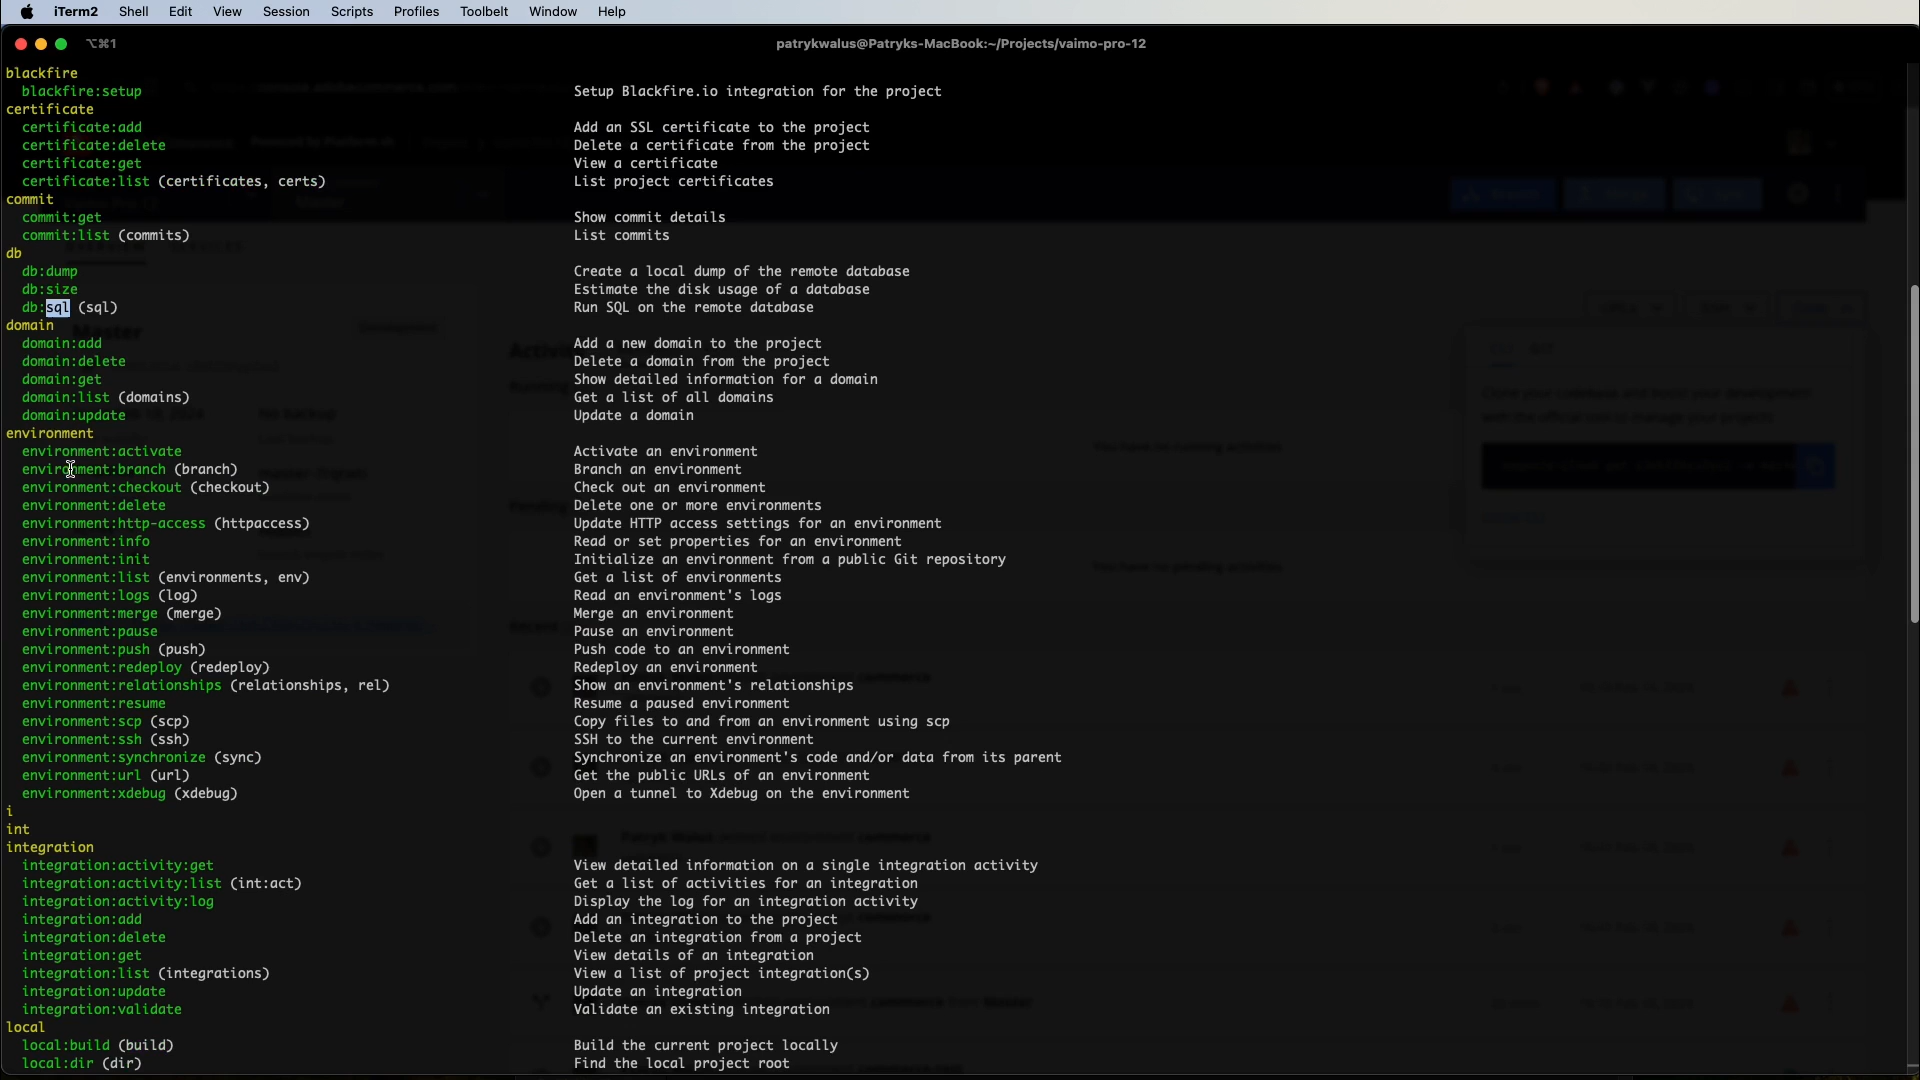 iTerm2 Shell Edit View Session Scripts Profiles Toolbelt Window Help
⌥⌘1 patrykwalus@Patryks-MacBook:~/Projects/vaimo-pro-12
blackfire
blackfire:setup Setup Blackfire.io integration for the project
certificate
certificate:add Add an SSL certificate to the project
certificate:delete Delete a certificate from the project
certificate:get View a certificate
certificate:list (certificates, certs) List project certificates
commit
commit:get Show commit details
commit:list (commits) List commits
db
db:dump Create a local dump of the remote database
db:size Estimate the disk usage of a database
db:sql (sql) Run SQL on the remote database
domain
domain:add Add a new domain to the project
domain:delete Delete a domain from the project
domain:get Show detailed information for a domain
domain:list (domains) Get a list of all domains
domain:update Update a domain
environment
environment:activate Activate an environment
environment:branch (branch) Branch an environment
environment:checkout (checkout) Check out an environment
environment:delete Delete one or more environments
environment:http-access (httpaccess) Update HTTP access settings for an environment
environment:info Read or set properties for an environment
environment:init Initialize an environment from a public Git repository
environment:list (environments, env) Get a list of environments
environment:logs (log) Read an environment's logs
environment:merge (merge) Merge an environment
environment:pause Pause an environment
environment:push (push) Push code to an environment
environment:redeploy (redeploy) Redeploy an environment
environment:relationships (relationships, rel) Show an environment's relationships
environment:resume Resume a paused environment
environment:scp (scp) Copy files to and from an environment using scp
environment:ssh (ssh) SSH to the current environment
environment:synchronize (sync) Synchronize an environment's code and/or data from its parent
environment:url (url) Get the public URLs of an environment
environment:xdebug (xdebug) Open a tunnel to Xdebug on the environment
i
int
integration
integration:activity:get View detailed information on a single integration activity
integration:activity:list (int:act) Get a list of activities for an integration
integration:activity:log Display the log for an integration activity
integration:add Add an integration to the project
integration:delete Delete an integration from a project
integration:get View details of an integration
integration:list (integrations) View a list of project integration(s)
integration:update Update an integration
integration:validate Validate an existing integration
local
local:build (build) Build the current project locally
local:dir (dir) Find the local project root